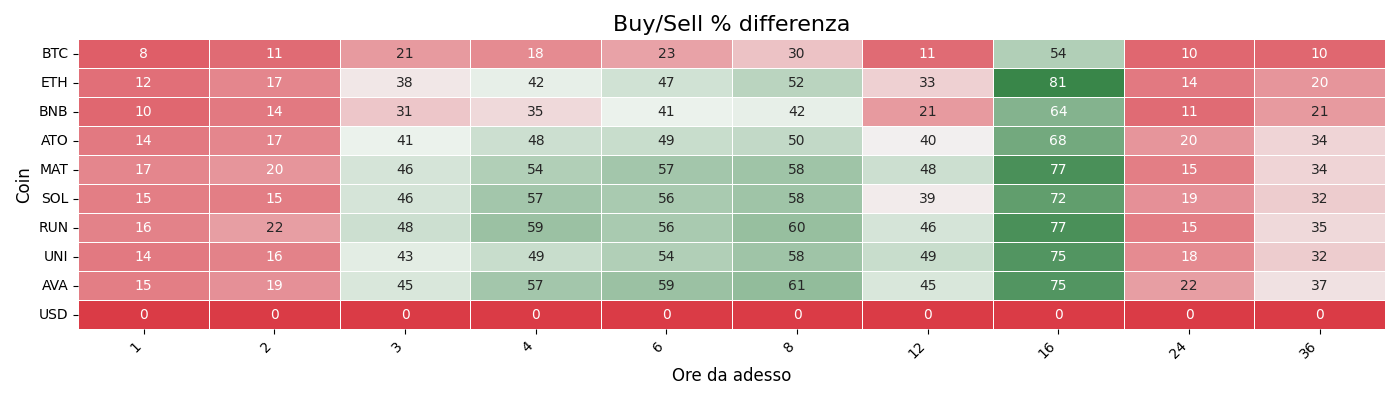 Buy/Sell % differenza
Coin
BTC 8 11 21 18 23 30 11 54 10 10
ETH 12 17 38 42 47 52 33 81 14 20
BNB 10 14 31 35 41 42 21 64 11 21
ATO 14 17 41 48 49 50 40 68 20 34
MAT 17 20 46 54 57 58 48 77 15 34
SOL 15 15 46 57 56 58 39 72 19 32
RUN 16 22 48 59 56 60 46 77 15 35
UNI 14 16 43 49 54 58 49 75 18 32
AVA 15 19 45 57 59 61 45 75 22 37
USD 0 0 0 0 0 0 0 0 0 0
1 2 3 4 6 8 12 16 24 36
Ore da adesso